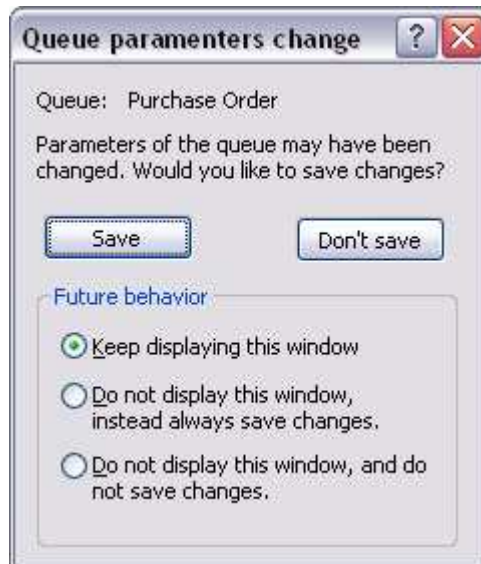 Queue paramenters change
Queue: Purchase Order
Parameters of the queue may have been
changed. Would you like to save changes?
Save Don't save
Future behavior
Keep displaying this window
Do not display this window,
instead always save changes.
Do not display this window, and do
not save changes.